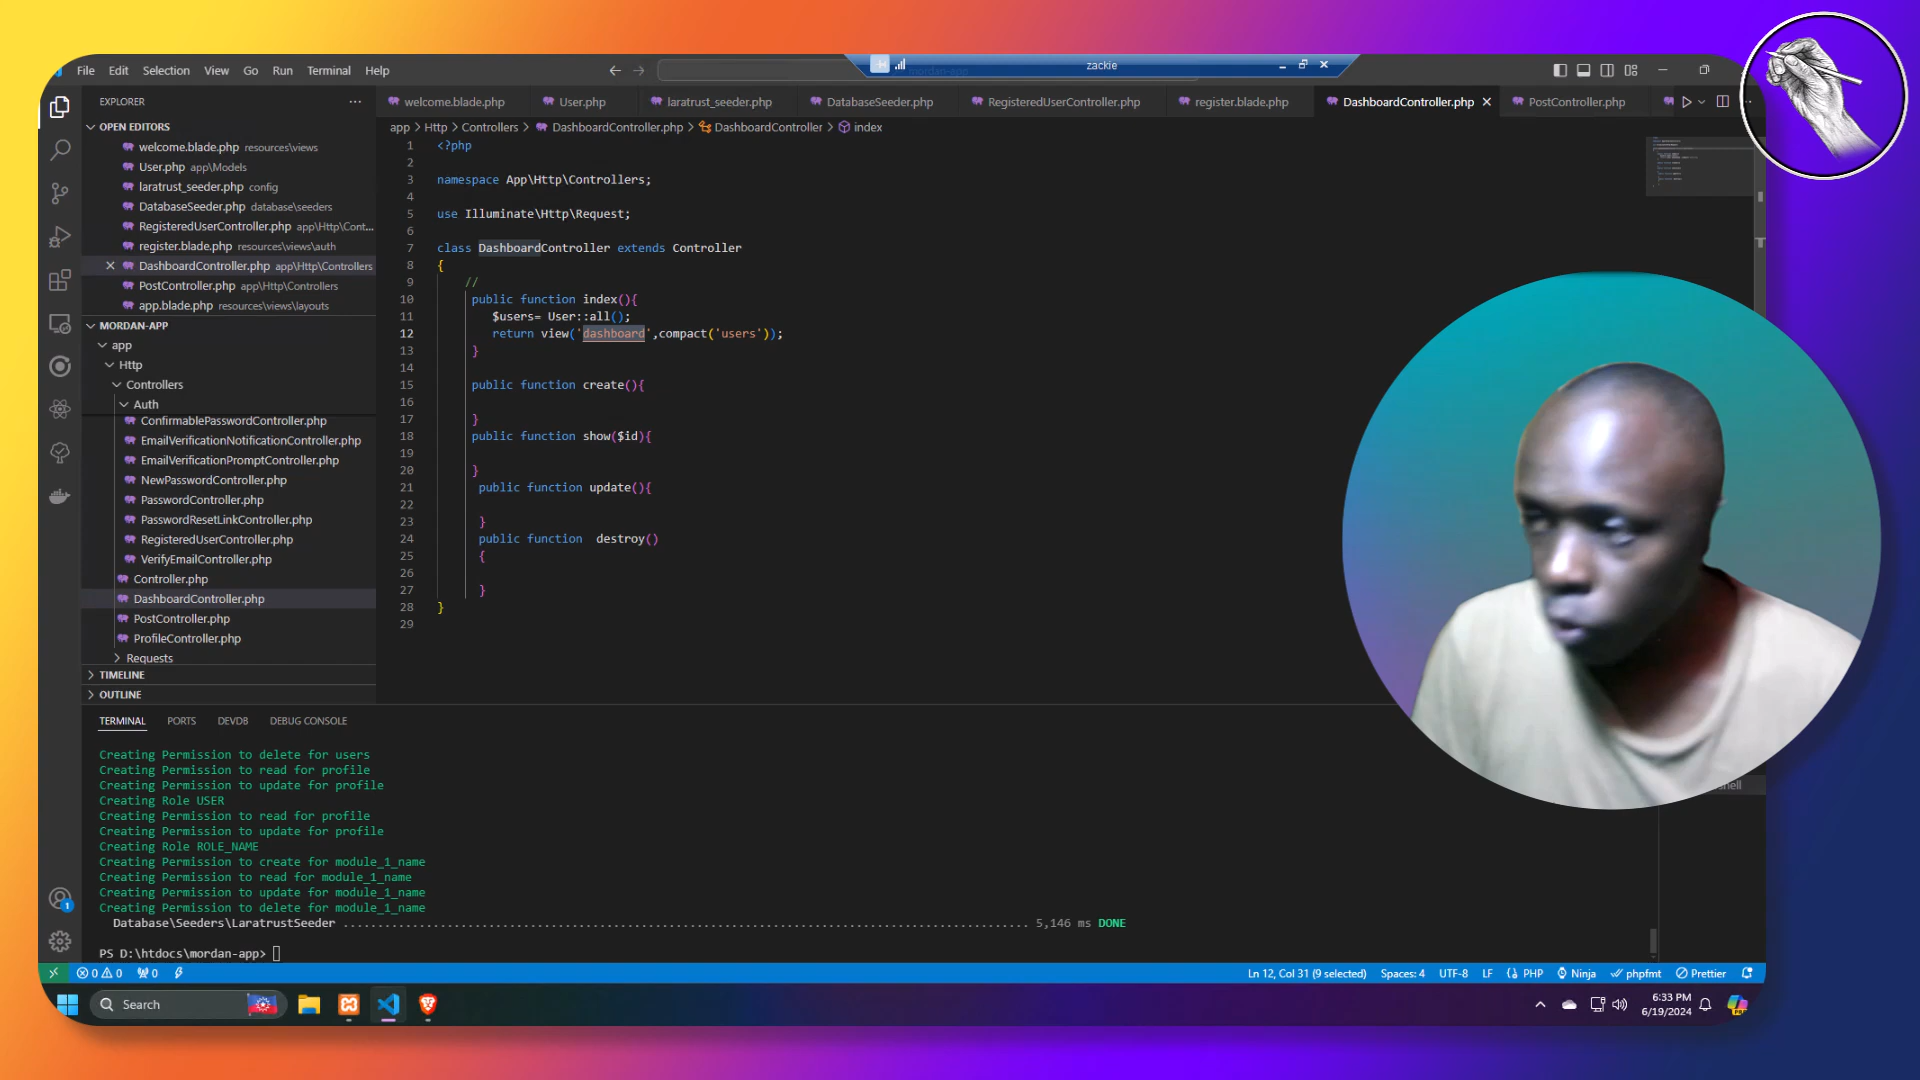 File Edit Selection View Go Run Terminal Help
zackie
EXPLORER
welcome.blade.php User.php laratrust_seeder.php DatabaseSeeder.php RegisteredUserController.php register.blade.php DashboardController.php PostController.php
app > Http > Controllers > DashboardController.php > DashboardController > index
OPEN EDITORS
welcome.blade.php resources\views
User.php app\Models
laratrust_seeder.php config
DatabaseSeeder.php database\seeders
RegisteredUserController.php app\Http\Cont...
register.blade.php resources\views\auth
DashboardController.php app\Http\Controllers
PostController.php app\Http\Controllers
app.blade.php resources\views\layouts
MORDAN-APP
app
Http
Controllers
Auth
ConfirmablePasswordController.php
EmailVerificationNotificationController.php
EmailVerificationPromptController.php
NewPasswordController.php
PasswordController.php
PasswordResetLinkController.php
RegisteredUserController.php
VerifyEmailController.php
Controller.php
DashboardController.php
PostController.php
ProfileController.php
Requests
TIMELINE
OUTLINE
1 <?php
2
3 namespace App\Http\Controllers;
4
5 use Illuminate\Http\Request;
6
7 class DashboardController extends Controller
8 {
9 //
10 public function index(){
11 $users= User::all();
12 return view('dashboard',compact('users'));
13 }
14
15 public function create(){
16
17 }
18 public function show($id){
19
20 }
21 public function update(){
22
23 }
24 public function  destroy()
25 {
26
27 }
28 }
29
TERMINAL PORTS DEVDB DEBUG CONSOLE
Creating Permission to delete for users
Creating Permission to read for profile
Creating Permission to update for profile
Creating Role USER
Creating Permission to read for profile
Creating Permission to update for profile
Creating Role ROLE_NAME
Creating Permission to create for module_1_name
Creating Permission to read for module_1_name
Creating Permission to update for module_1_name
Creating Permission to delete for module_1_name
Database\Seeders\LaratrustSeeder ........ 5,146 ms DONE
PS D:\htdocs\mordan-app>
0 0 0 Ln 12, Col 31 (9 selected) Spaces: 4 UTF-8 LF PHP Ninja phpfmt Prettier
1
Search
6:33 PM
6/19/2024